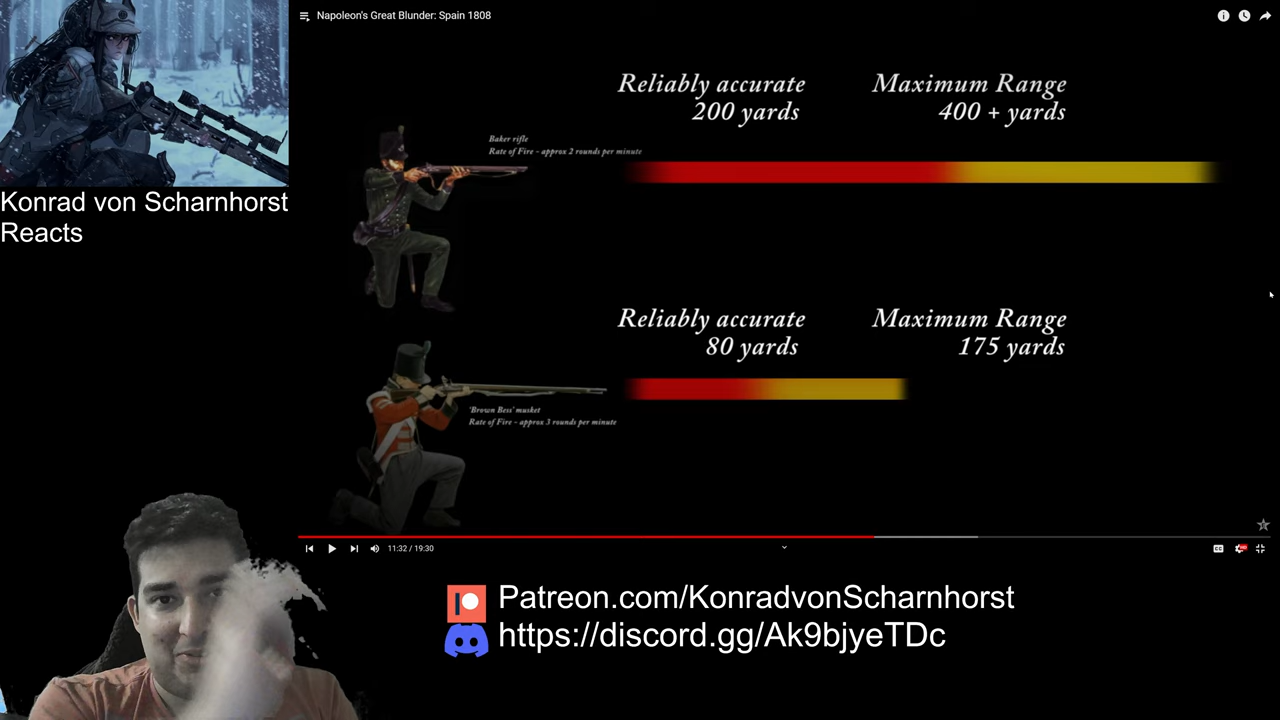 Napoleon's Great Blunder: Spain 1808
Konrad von Scharnhorst
Reacts
Reliably accurate
200 yards
Maximum Range
400 + yards
Baker rifle
Rate of Fire - approx 2 rounds per minute
Reliably accurate
80 yards
Maximum Range
175 yards
'Brown Bess' musket
Rate of Fire - approx 3 rounds per minute
11:32 / 19:30
Patreon.com/KonradvonScharnhorst
https://discord.gg/Ak9bjyeTDc